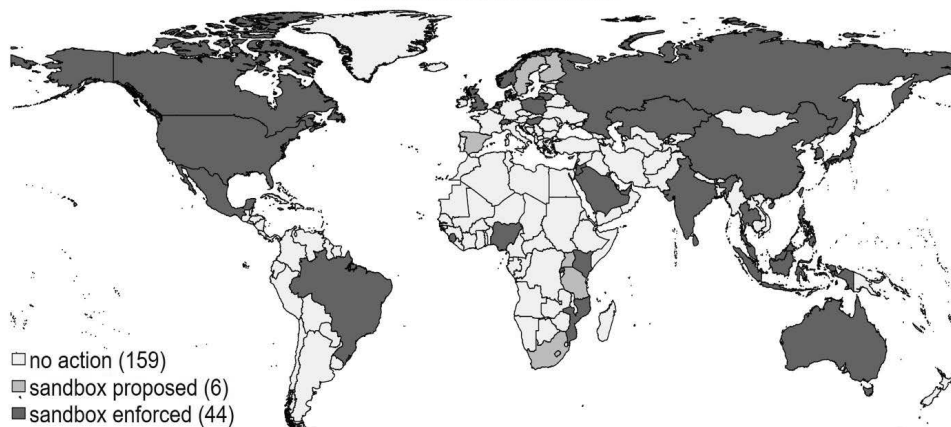 no action (159)
sandbox proposed (6)
sandbox enforced (44)